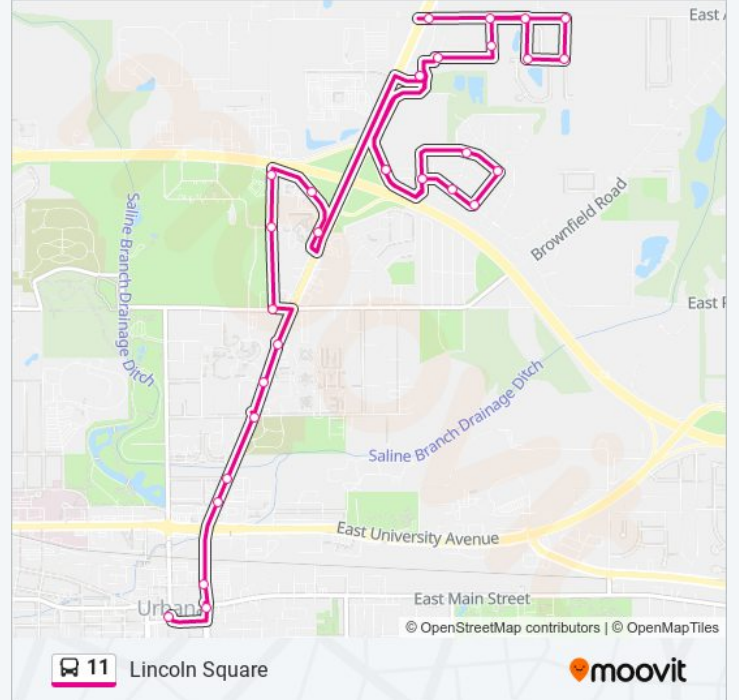 East A
Saline Branch Drainage Ditch
Brownfield Road
East
Saline Branch Drainage Ditch
East University Avenue
East Main Street
Urbana
© OpenStreetMap contributors | © OpenMapTiles
11 Lincoln Square
moovit